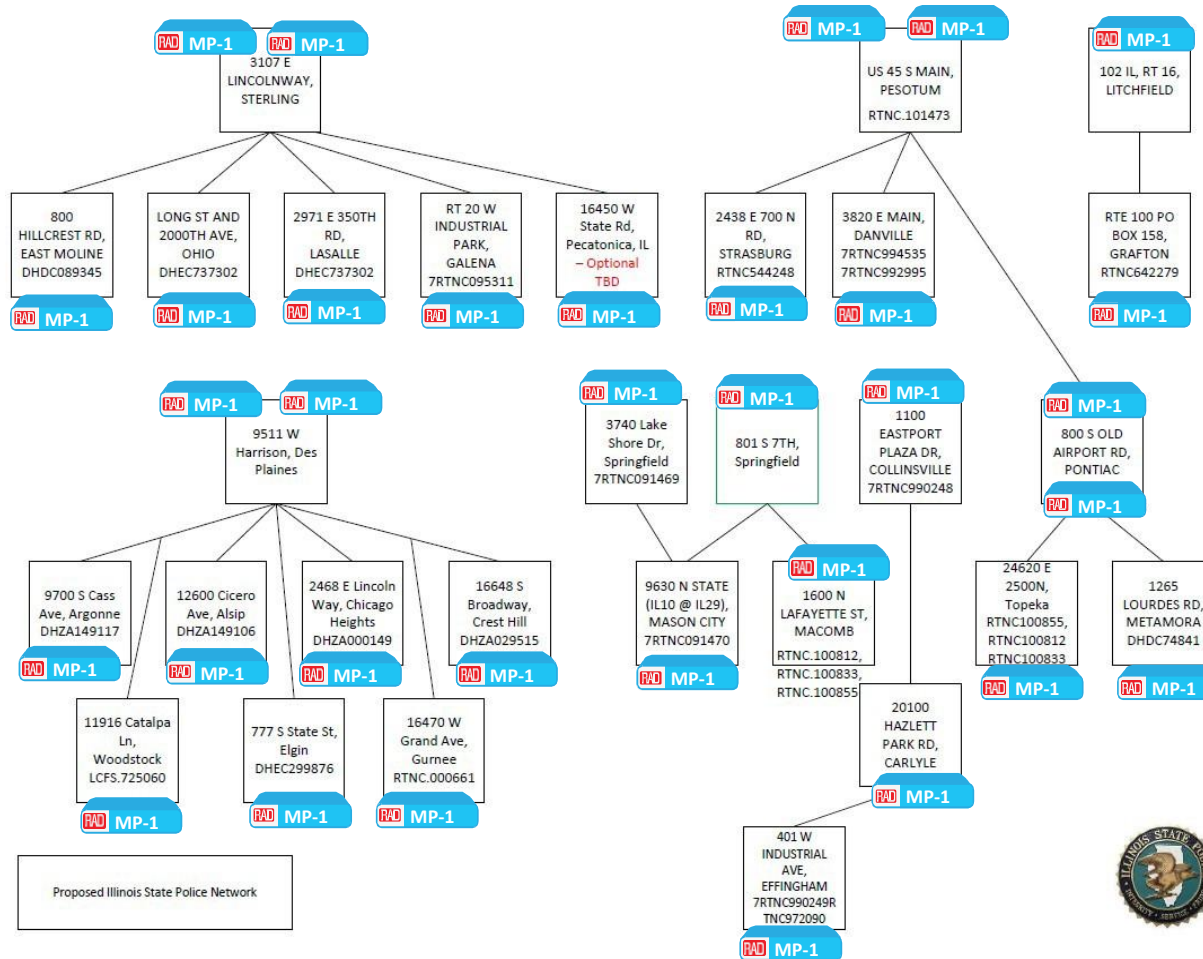 RAD MP-1
RAD MP-1
3107 E
LINCOLNWAY,
STERLING
RAD MP-1
RAD MP-1
US 45 S MAIN,
PESOTUM
RTNC.101473
RAD MP-1
102 IL, RT 16,
LITCHFIELD
800
HILLCREST RD,
EAST MOLINE
DHDC089345
RAD MP-1
LONG ST AND
2000TH AVE,
OHIO
DHEC737302
RAD MP-1
2971 E 350TH
RD,
LASALLE
DHEC737302
RAD MP-1
RT 20 W
INDUSTRIAL
PARK,
GALENA
7RTNC095311
RAD MP-1
16450 W
State Rd,
Pecatonica, IL
– Optional
TBD
RAD MP-1
2438 E 700 N
RD,
STRASBURG
RTNC544248
RAD MP-1
3820 E MAIN,
DANVILLE
7RTNC994535
7RTNC992995
RAD MP-1
RTE 100 PO
BOX 158,
GRAFTON
RTNC642279
RAD MP-1
RAD MP-1
RAD MP-1
9511 W
Harrison, Des
Plaines
RAD MP-1
3740 Lake
Shore Dr,
Springfield
7RTNC091469
RAD MP-1
801 S 7TH,
Springfield
RAD MP-1
1100
EASTPORT
PLAZA DR,
COLLINSVILLE
7RTNC990248
RAD MP-1
800 S OLD
AIRPORT RD,
PONTIAC
RAD MP-1
9700 S Cass
Ave, Argonne
DHZA149117
RAD MP-1
12600 Cicero
Ave, Alsip
DHZA149106
RAD MP-1
2468 E Lincoln
Way, Chicago
Heights
DHZA000149
RAD MP-1
16648 S
Broadway,
Crest Hill
DHZA029515
RAD MP-1
9630 N STATE
(IL10 @ IL29),
MASON CITY
7RTNC091470
RAD MP-1
RAD MP-1
1600 N
LAFAYETTE ST,
MACOMB
RTNC.100812,
RTNC.100833,
RTNC.100855
24620 E
2500N,
Topeka
RTNC100855,
RTNC100812
RTNC100833
RAD MP-1
1265
LOURDES RD,
METAMORA
DHDC74841
RAD MP-1
11916 Catalpa
Ln,
Woodstock
LCFS.725060
RAD MP-1
777 S State St,
Elgin
DHEC299876
RAD MP-1
16470 W
Grand Ave,
Gurnee
RTNC.000661
RAD MP-1
20100
HAZLETT
PARK RD,
CARLYLE
RAD MP-1
401 W
INDUSTRIAL
AVE,
EFFINGHAM
7RTNC990249R
TNC972090
RAD MP-1
Proposed Illinois State Police Network
ILLINOIS STATE
INTEGRITY • SERVICE